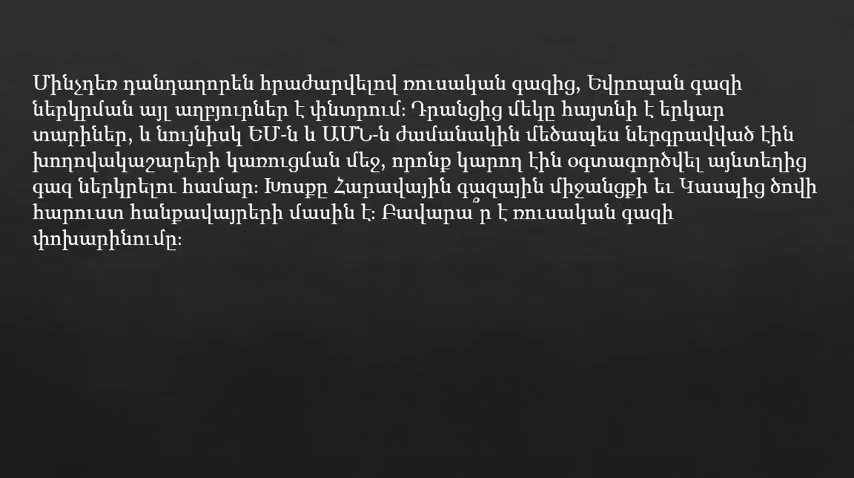 Մինչդեռ դանդաղորեն հրաժարվելով ռուսական գազից, Եվրոպան գազի
ներկրման այլ աղբյուրներ է փնտրում։ Դրանցից մեկը հայտնի է երկար
տարիներ, և նույնիսկ ԵՄ-ն և ԱՄՆ-ն ժամանակին մեծապես ներգրավված էին
խողովակաշարերի կառուցման մեջ, որոնք կարող էին օգտագործվել այնտեղից
գազ ներկրելու համար։ Խոսքը Հարավային գազային միջանցքի եւ Կասպից ծովի
հարուստ հանքավայրերի մասին է։ Բավարա՞ր է ռուսական գազի
փոխարինումը։